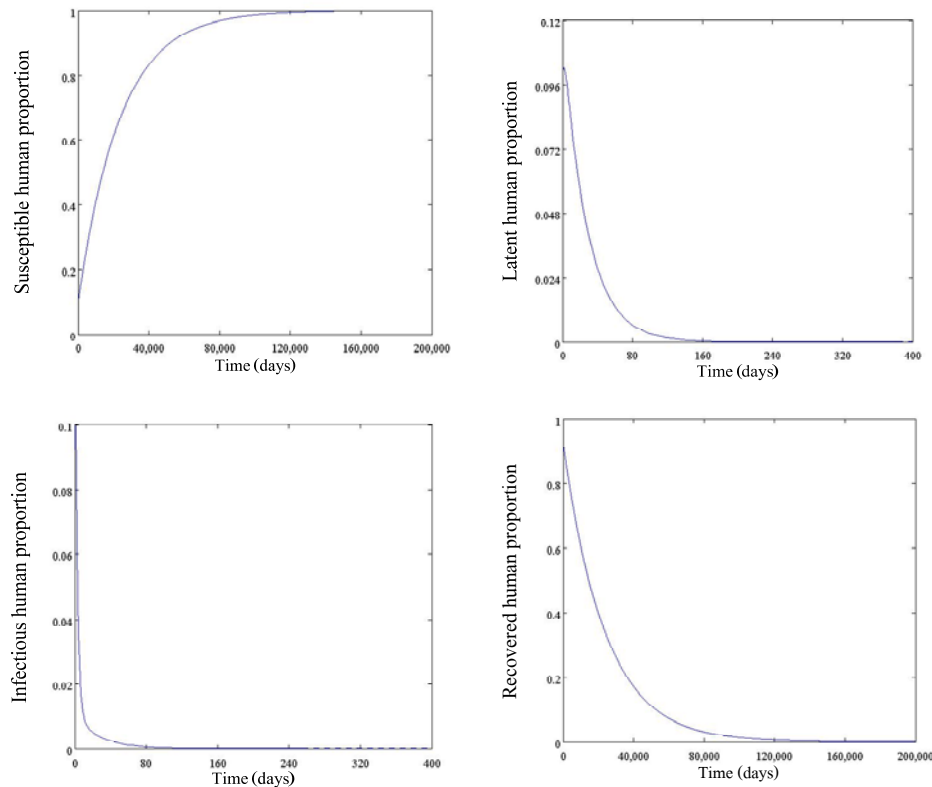 Susceptible human proportion
1
0.8
0.6
0.4
0.2
0
0 40,000 80,000 120,000 160,000 200,000
Time (days)
Latent human proportion
0.12
0.096
0.072
0.048
0.024
0
0 80 160 240 320 400
Time (days)
Infectious human proportion
0.1
0.08
0.06
0.04
0.02
0
0 80 160 240 320 400
Time (days)
Recovered human proportion
1
0.8
0.6
0.4
0.2
0
0 40,000 80,000 120,000 160,000 200,000
Time (days)